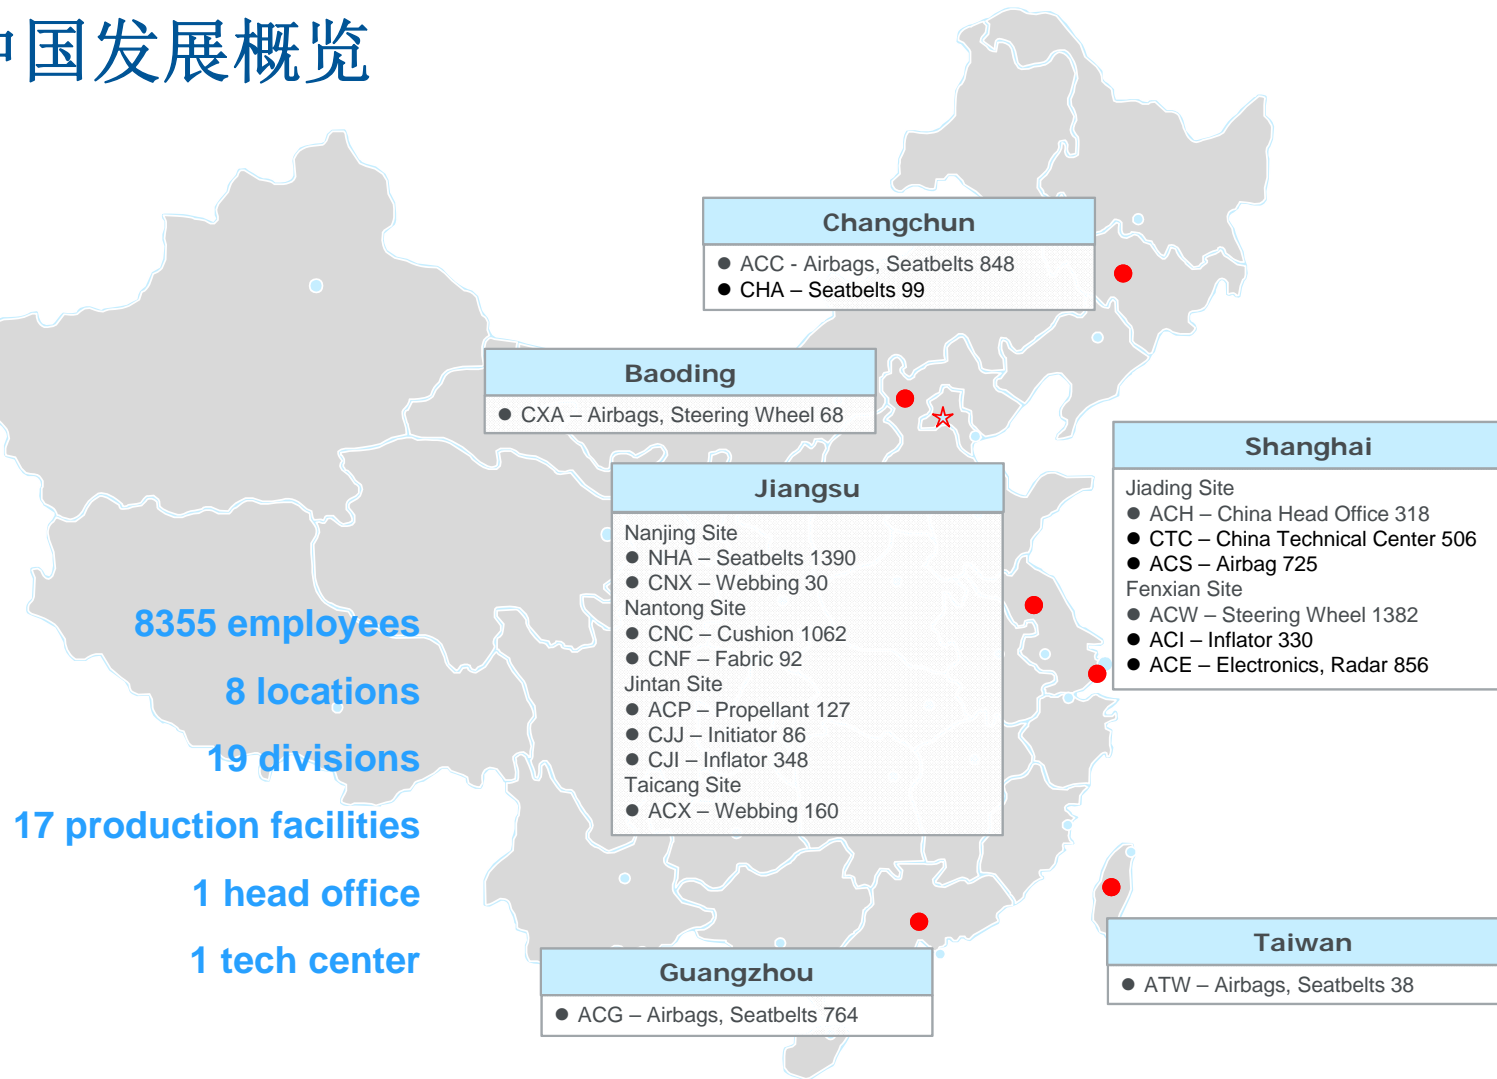 中国发展概览
Changchun
● ACC - Airbags, Seatbelts 848
● CHA – Seatbelts 99
Baoding
● CXA – Airbags, Steering Wheel 68
Shanghai
Jiading Site
● ACH – China Head Office 318
● CTC – China Technical Center 506
● ACS – Airbag 725
Fenxian Site
● ACW – Steering Wheel 1382
● ACI – Inflator 330
● ACE – Electronics, Radar 856
Jiangsu
Nanjing Site
● NHA – Seatbelts 1390
● CNX – Webbing 30
Nantong Site
● CNC – Cushion 1062
● CNF – Fabric 92
Jintan Site
● ACP – Propellant 127
● CJJ – Initiator 86
● CJI – Inflator 348
Taicang Site
● ACX – Webbing 160
8355 employees
8 locations
19 divisions
17 production facilities
1 head office
1 tech center
Guangzhou
● ACG – Airbags, Seatbelts 764
Taiwan
● ATW – Airbags, Seatbelts 38